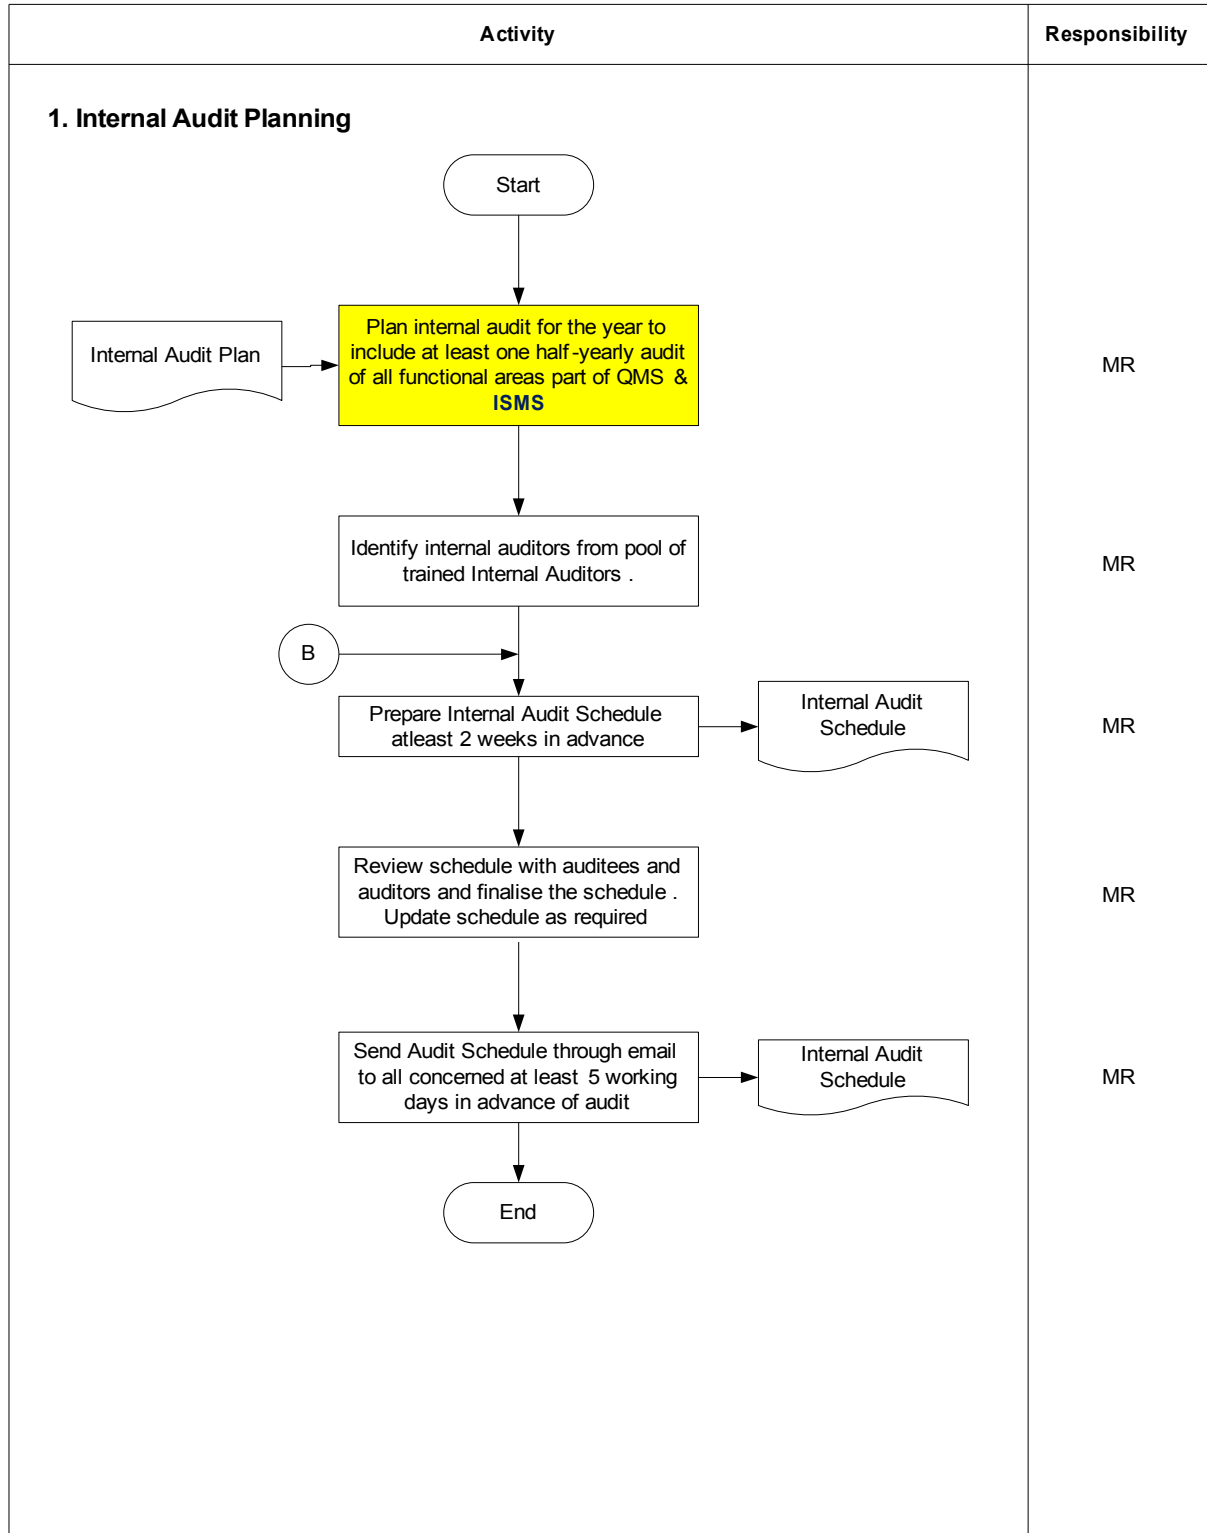 Activity
Responsibility
1. Internal Audit Planning
Start
Internal Audit Plan
Plan internal audit for the year to
include at least one half-yearly audit
of all functional areas part of QMS &
ISMS
MR
Identify internal auditors from pool of
trained Internal Auditors .
MR
B
Prepare Internal Audit Schedule
atleast 2 weeks in advance
Internal Audit
Schedule
MR
Review schedule with auditees and
auditors and finalise the schedule .
Update schedule as required
MR
Send Audit Schedule through email
to all concerned at least 5 working
days in advance of audit
Internal Audit
Schedule
MR
End